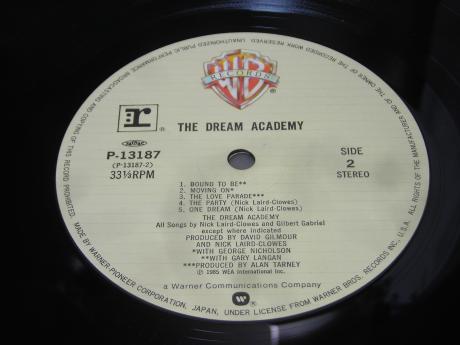 UNAUTHORIZED PUBLIC PERFORMANCE, BROADCASTING AND COPYING OF THIS RECORD PROHIBITED.
ALL RIGHTS OF THE MANUFACTURER AND OF THE OWNER OF THE RECORDED WORK RESERVED.
WB
RECORDS
r
THE DREAM ACADEMY
P-13187
(P-13187-2)
33⅓RPM
SIDE
2
STEREO
1. BOUND TO BE**
2. MOVING ON*
3. THE LOVE PARADE***
4. THE PARTY (Nick Laird-Clowes)
5. ONE DREAM (Nick Laird-Clowes)
THE DREAM ACADEMY
All Songs by Nick Laird-Clowes and Gilbert Gabriel
except where indicated
PRODUCED BY DAVID GILMOUR
AND NICK LAIRD-CLOWES
*WITH GEORGE NICHOLSON
**WITH GARY LANGAN
***PRODUCED BY ALAN TARNEY
Ⓟ 1985 WEA International Inc.
a Warner Communications Company
MADE BY WARNER-PIONEER CORPORATION, JAPAN, UNDER LICENSE FROM WARNER BROS. RECORDS INC., U.S.A.